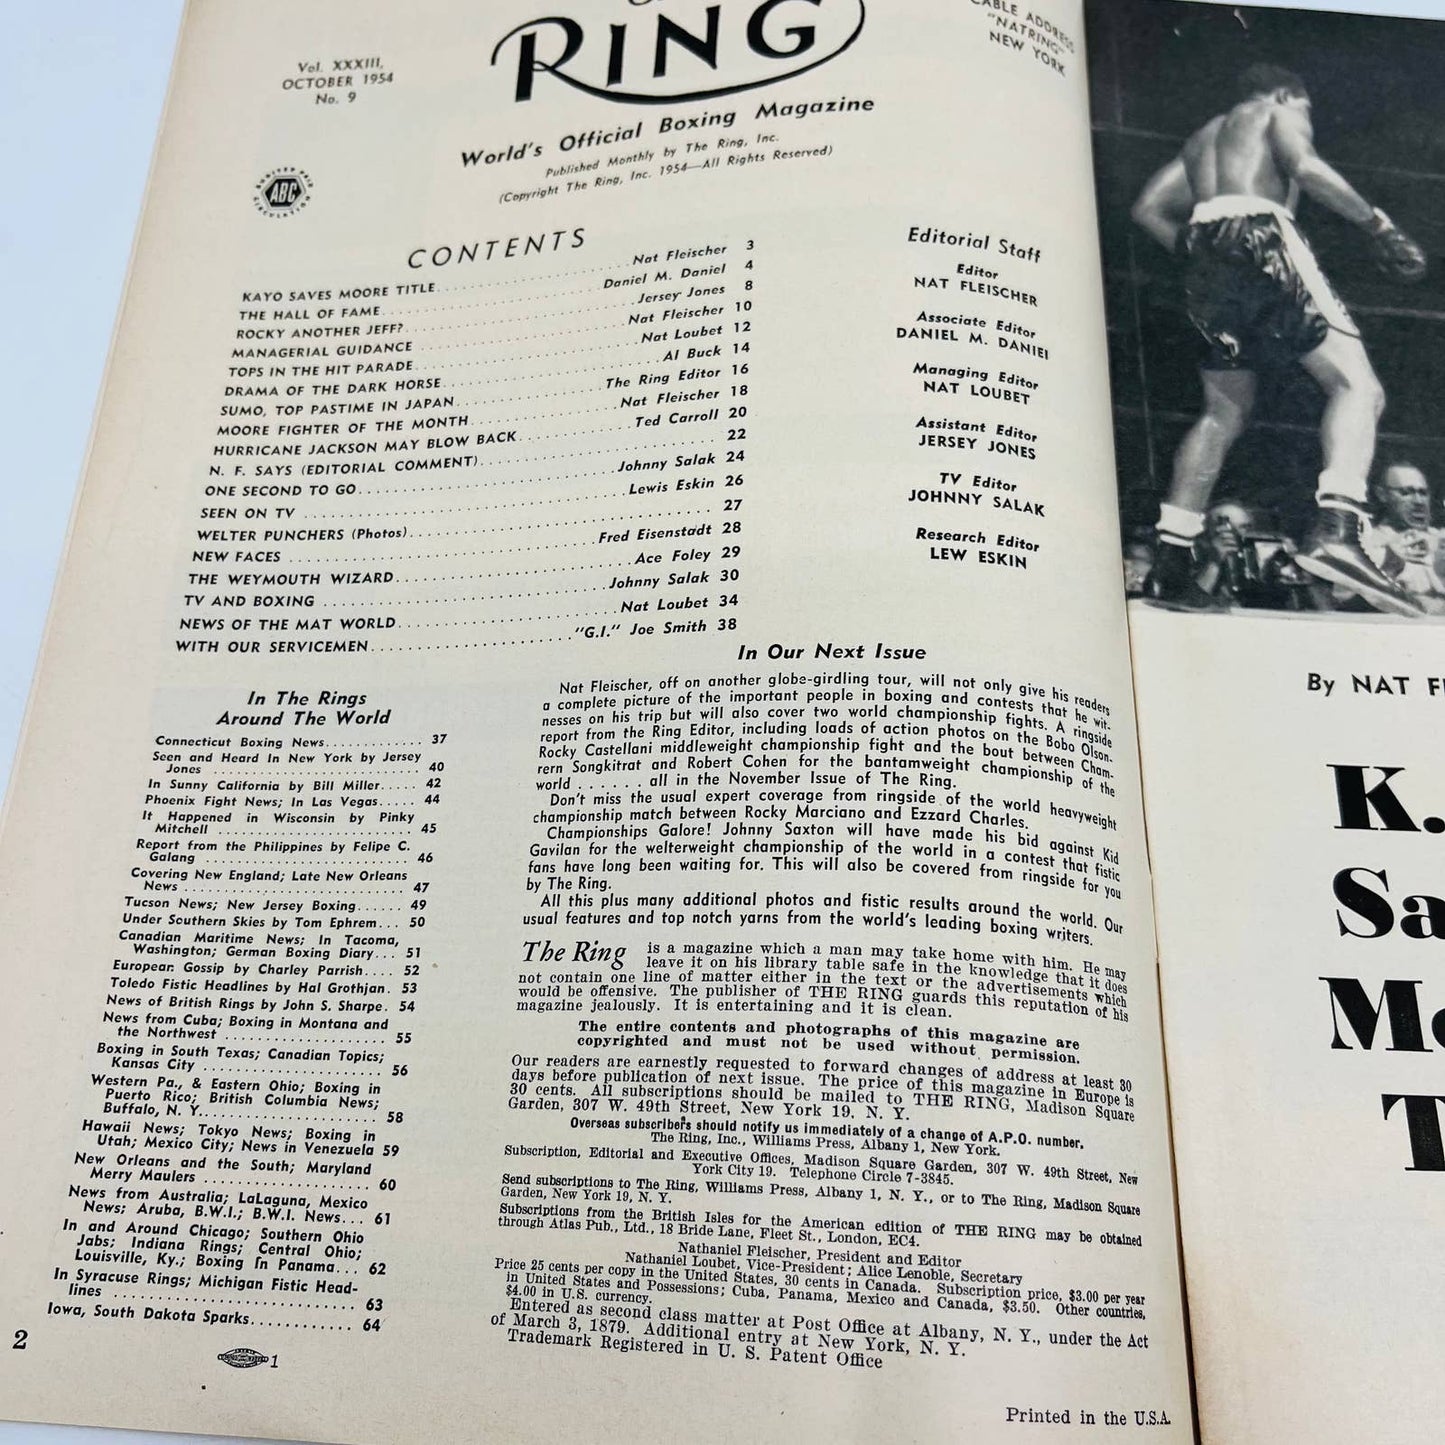 Vol. XXXIII,
OCTOBER 1954
No. 9
RING
CABLE ADDRESS
"NATRING"
NEW YORK
World's Official Boxing Magazine
Published Monthly by The Ring, Inc.
(Copyright The Ring, Inc. 1954—All Rights Reserved)
ABC
CIRCULATION
CONTENTS
KAYO SAVES MOORE TITLE Nat Fleischer 3
THE HALL OF FAME Daniel M. Daniel 4
ROCKY ANOTHER JEFF? Jersey Jones 8
MANAGERIAL GUIDANCE Nat Fleischer 10
TOPS IN THE HIT PARADE Nat Loubet 12
DRAMA OF THE DARK HORSE Al Buck 14
SUMO, TOP PASTIME IN JAPAN The Ring Editor 16
MOORE FIGHTER OF THE MONTH Nat Fleischer 18
HURRICANE JACKSON MAY BLOW BACK Ted Carroll 20
N. F. SAYS (EDITORIAL COMMENT) 22
ONE SECOND TO GO Johnny Salak 24
SEEN ON TV Lewis Eskin 26
WELTER PUNCHERS (Photos) 27
NEW FACES Fred Eisenstadt 28
THE WEYMOUTH WIZARD Ace Foley 29
TV AND BOXING Johnny Salak 30
NEWS OF THE MAT WORLD Nat Loubet 34
WITH OUR SERVICEMEN "G.I." Joe Smith 38
Editorial Staff
Editor
NAT FLEISCHER
Associate Editor
DANIEL M. DANIEL
Managing Editor
NAT LOUBET
Assistant Editor
JERSEY JONES
TV Editor
JOHNNY SALAK
Research Editor
LEW ESKIN
In The Rings
Around The World
Connecticut Boxing News 37
Seen and Heard In New York by Jersey
Jones 40
In Sunny California by Bill Miller 42
Phoenix Fight News; In Las Vegas 44
It Happened in Wisconsin by Pinky
Mitchell 45
Report from the Philippines by Felipe C.
Galang 46
Covering New England; Late New Orleans
News 47
Tucson News; New Jersey Boxing 49
Under Southern Skies by Tom Ephrem 50
Canadian Maritime News; In Tacoma,
Washington; German Boxing Diary 51
European Gossip by Charley Parrish 52
Toledo Fistic Headlines by Hal Grothjan 53
News of British Rings by John S. Sharpe 54
News from Cuba; Boxing in Montana and
the Northwest 55
Boxing in South Texas; Canadian Topics;
Kansas City 56
Western Pa., & Eastern Ohio; Boxing in
Puerto Rico; British Columbia News;
Buffalo, N. Y. 58
Hawaii News; Tokyo News; Boxing in
Utah; Mexico City; News in Venezuela 59
New Orleans and the South; Maryland
Merry Maulers 60
News from Australia; LaLaguna, Mexico
News; Aruba, B.W.I.; B.W.I. News 61
In and Around Chicago; Southern Ohio
Jabs; Indiana Rings; Central Ohio;
Louisville, Ky.; Boxing In Panama 62
In Syracuse Rings; Michigan Fistic Head-
lines 63
Iowa, South Dakota Sparks 64
In Our Next Issue
Nat Fleischer, off on another globe-girdling tour, will not only give his readers
a complete picture of the important people in boxing and contests that he wit-
nesses on his trip but will also cover two world championship fights. A ringside
report from the Ring Editor, including loads of action photos on the Bobo Olson-
Rocky Castellani middleweight championship fight and the bout between Cham-
rern Songkitrat and Robert Cohen for the bantamweight championship of the
world . . . . . . all in the November Issue of The Ring.
Don't miss the usual expert coverage from ringside of the world heavyweight
championship match between Rocky Marciano and Ezzard Charles.
Championships Galore! Johnny Saxton will have made his bid against Kid
Gavilan for the welterweight championship of the world in a contest that fistic
fans have long been waiting for. This will also be covered from ringside for you
by The Ring.
All this plus many additional photos and fistic results around the world. Our
usual features and top notch yarns from the world's leading boxing writers.
The Ring is a magazine which a man may take home with him. He may
leave it on his library table safe in the knowledge that it does
not contain one line of matter either in the text or the advertisements which
would be offensive. The publisher of THE RING guards this reputation of his
magazine jealously. It is entertaining and it is clean.
The entire contents and photographs of this magazine are
copyrighted and must not be used without permission.
Our readers are earnestly requested to forward changes of address at least 30
days before publication of next issue. The price of this magazine in Europe is
30 cents. All subscriptions should be mailed to THE RING, Madison Square
Garden, 307 W. 49th Street, New York 19, N. Y.
Overseas subscribers should notify us immediately of a change of A.P.O. number.
The Ring, Inc., Williams Press, Albany 1, New York.
Subscription, Editorial and Executive Offices, Madison Square Garden, 307 W. 49th Street, New
York City 19. Telephone Circle 7-3845.
Send subscriptions to The Ring, Williams Press, Albany 1, N. Y., or to The Ring, Madison Square
Garden, New York 19, N. Y.
Subscriptions from the British Isles for the American edition of THE RING may be obtained
through Atlas Pub., Ltd., 18 Bride Lane, Fleet St., London, EC4.
Nathaniel Fleischer, President and Editor
Nathaniel Loubet, Vice-President; Alice Lenoble, Secretary
Price 25 cents per copy in the United States, 30 cents in Canada. Subscription price, $3.00 per year
in United States and Possessions; Cuba, Panama, Mexico and Canada, $3.50. Other countries,
$4.00 in U.S. currency.
Entered as second class matter at Post Office at Albany, N. Y., under the Act
of March 3, 1879. Additional entry at New York, N. Y.
Trademark Registered in U. S. Patent Office
Printed in the U.S.A.
2
1
By NAT
K.
Sa
T